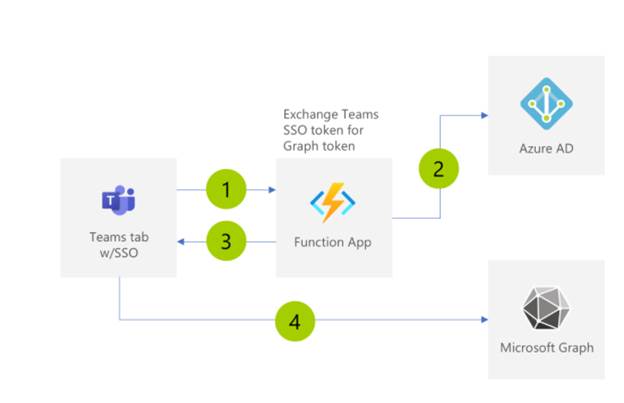 Exchange Teams
SSO token for
Graph token
Azure AD
1
2
T
Teams tab
w/SSO
Function App
3
4
Microsoft Graph